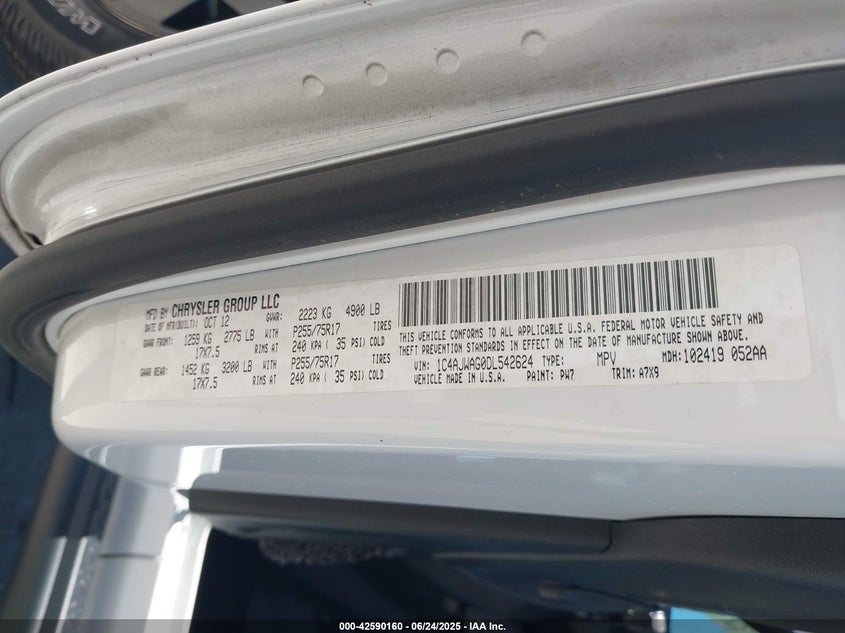 MFD BY CHRYSLER GROUP LLC
DATE OF MFR(BUILT): OCT 12 GVWR: 2223 KG 4900 LB
GAWR FRONT: 1259 KG 2775 LB WITH P255/75R17 TIRES
17X7.5 RIMS AT 240 KPA ( 35 PSI) COLD
GAWR REAR: 1452 KG 3200 LB WITH P255/75R17 TIRES
17X7.5 RIMS AT 240 KPA ( 35 PSI) COLD
THIS VEHICLE CONFORMS TO ALL APPLICABLE U.S.A. FEDERAL MOTOR VEHICLE SAFETY AND
THEFT PREVENTION STANDARDS IN EFFECT ON THE DATE OF MANUFACTURE SHOWN ABOVE.
VIN: 1C4AJWAG0DL542624 TYPE: MPV MDH: 102419 052AA
VEHICLE MADE IN U.S.A. PAINT: PW7 TRIM: A7X9
000-42590160 - 06/24/2025 - IAA Inc.